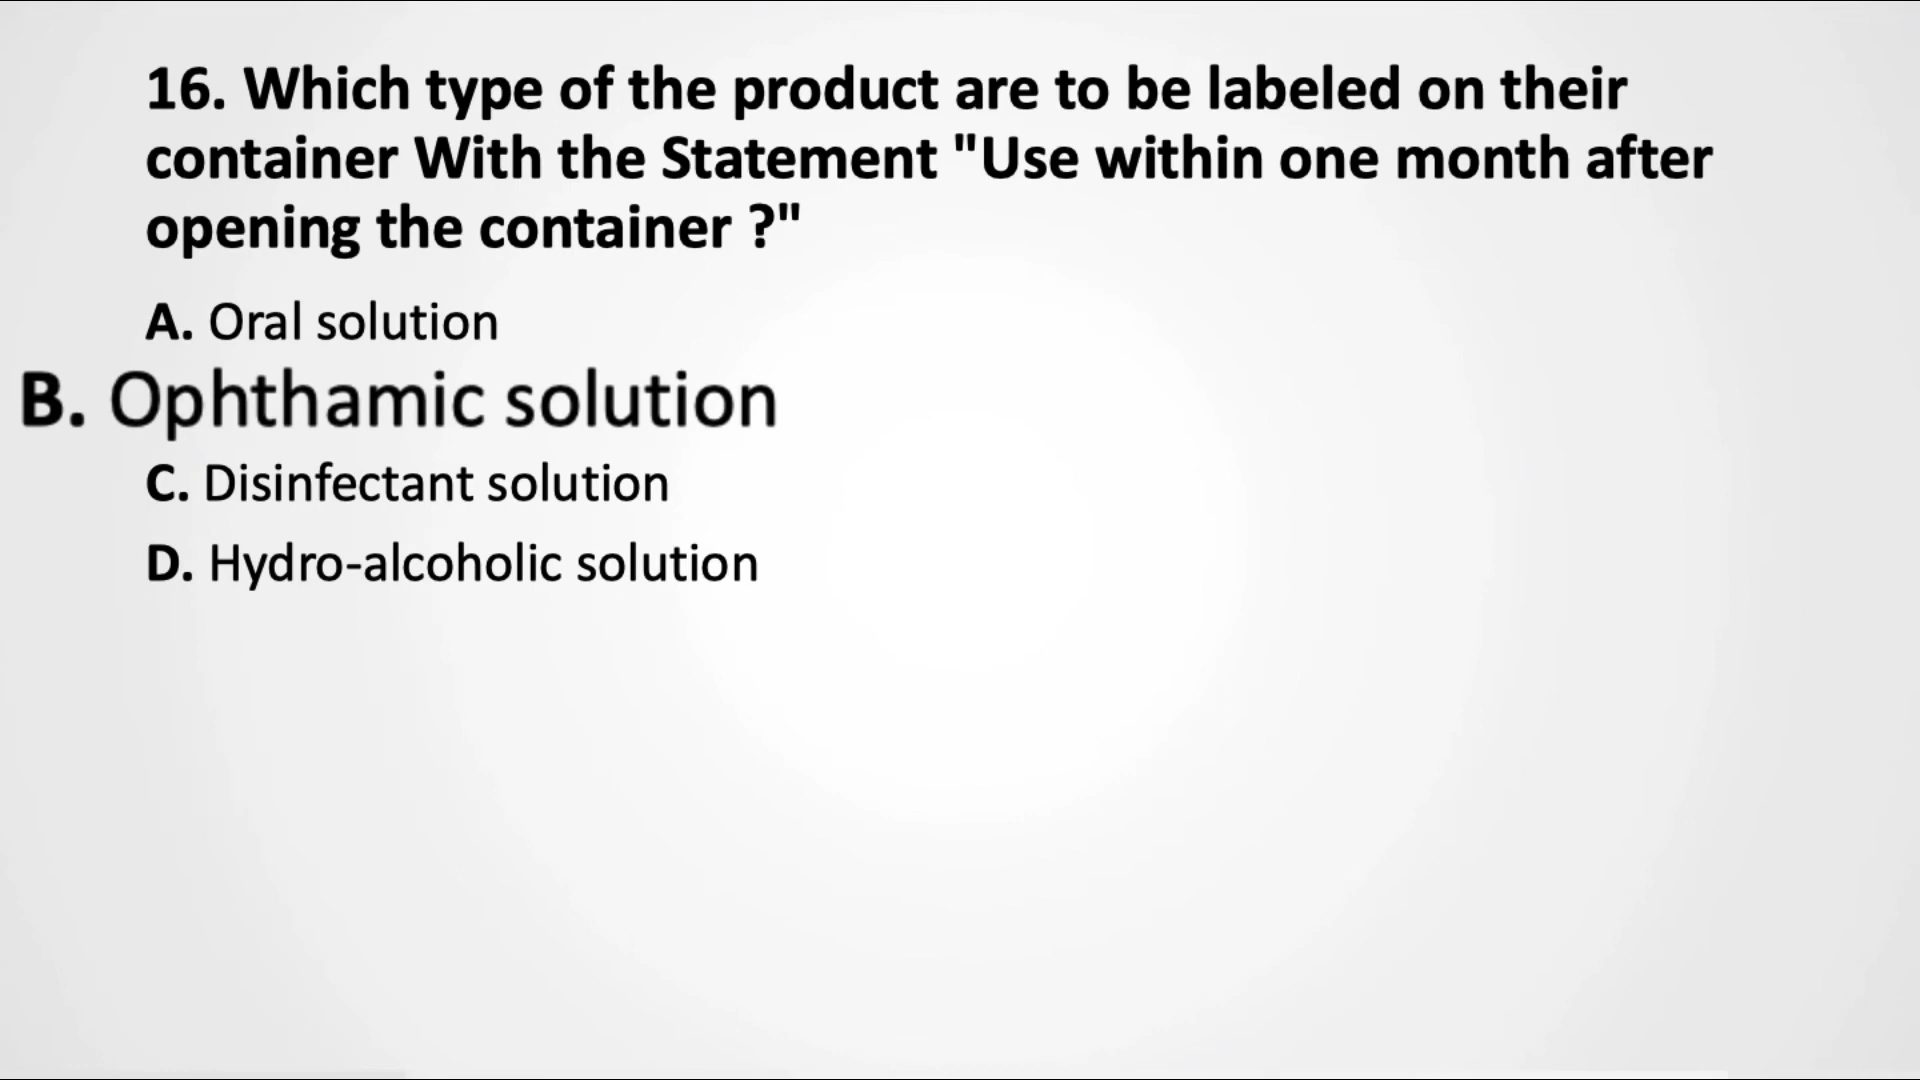 16. Which type of the product are to be labeled on their
container With the Statement "Use within one month after
opening the container ?"
A. Oral solution
B. Ophthamic solution
C. Disinfectant solution
D. Hydro-alcoholic solution